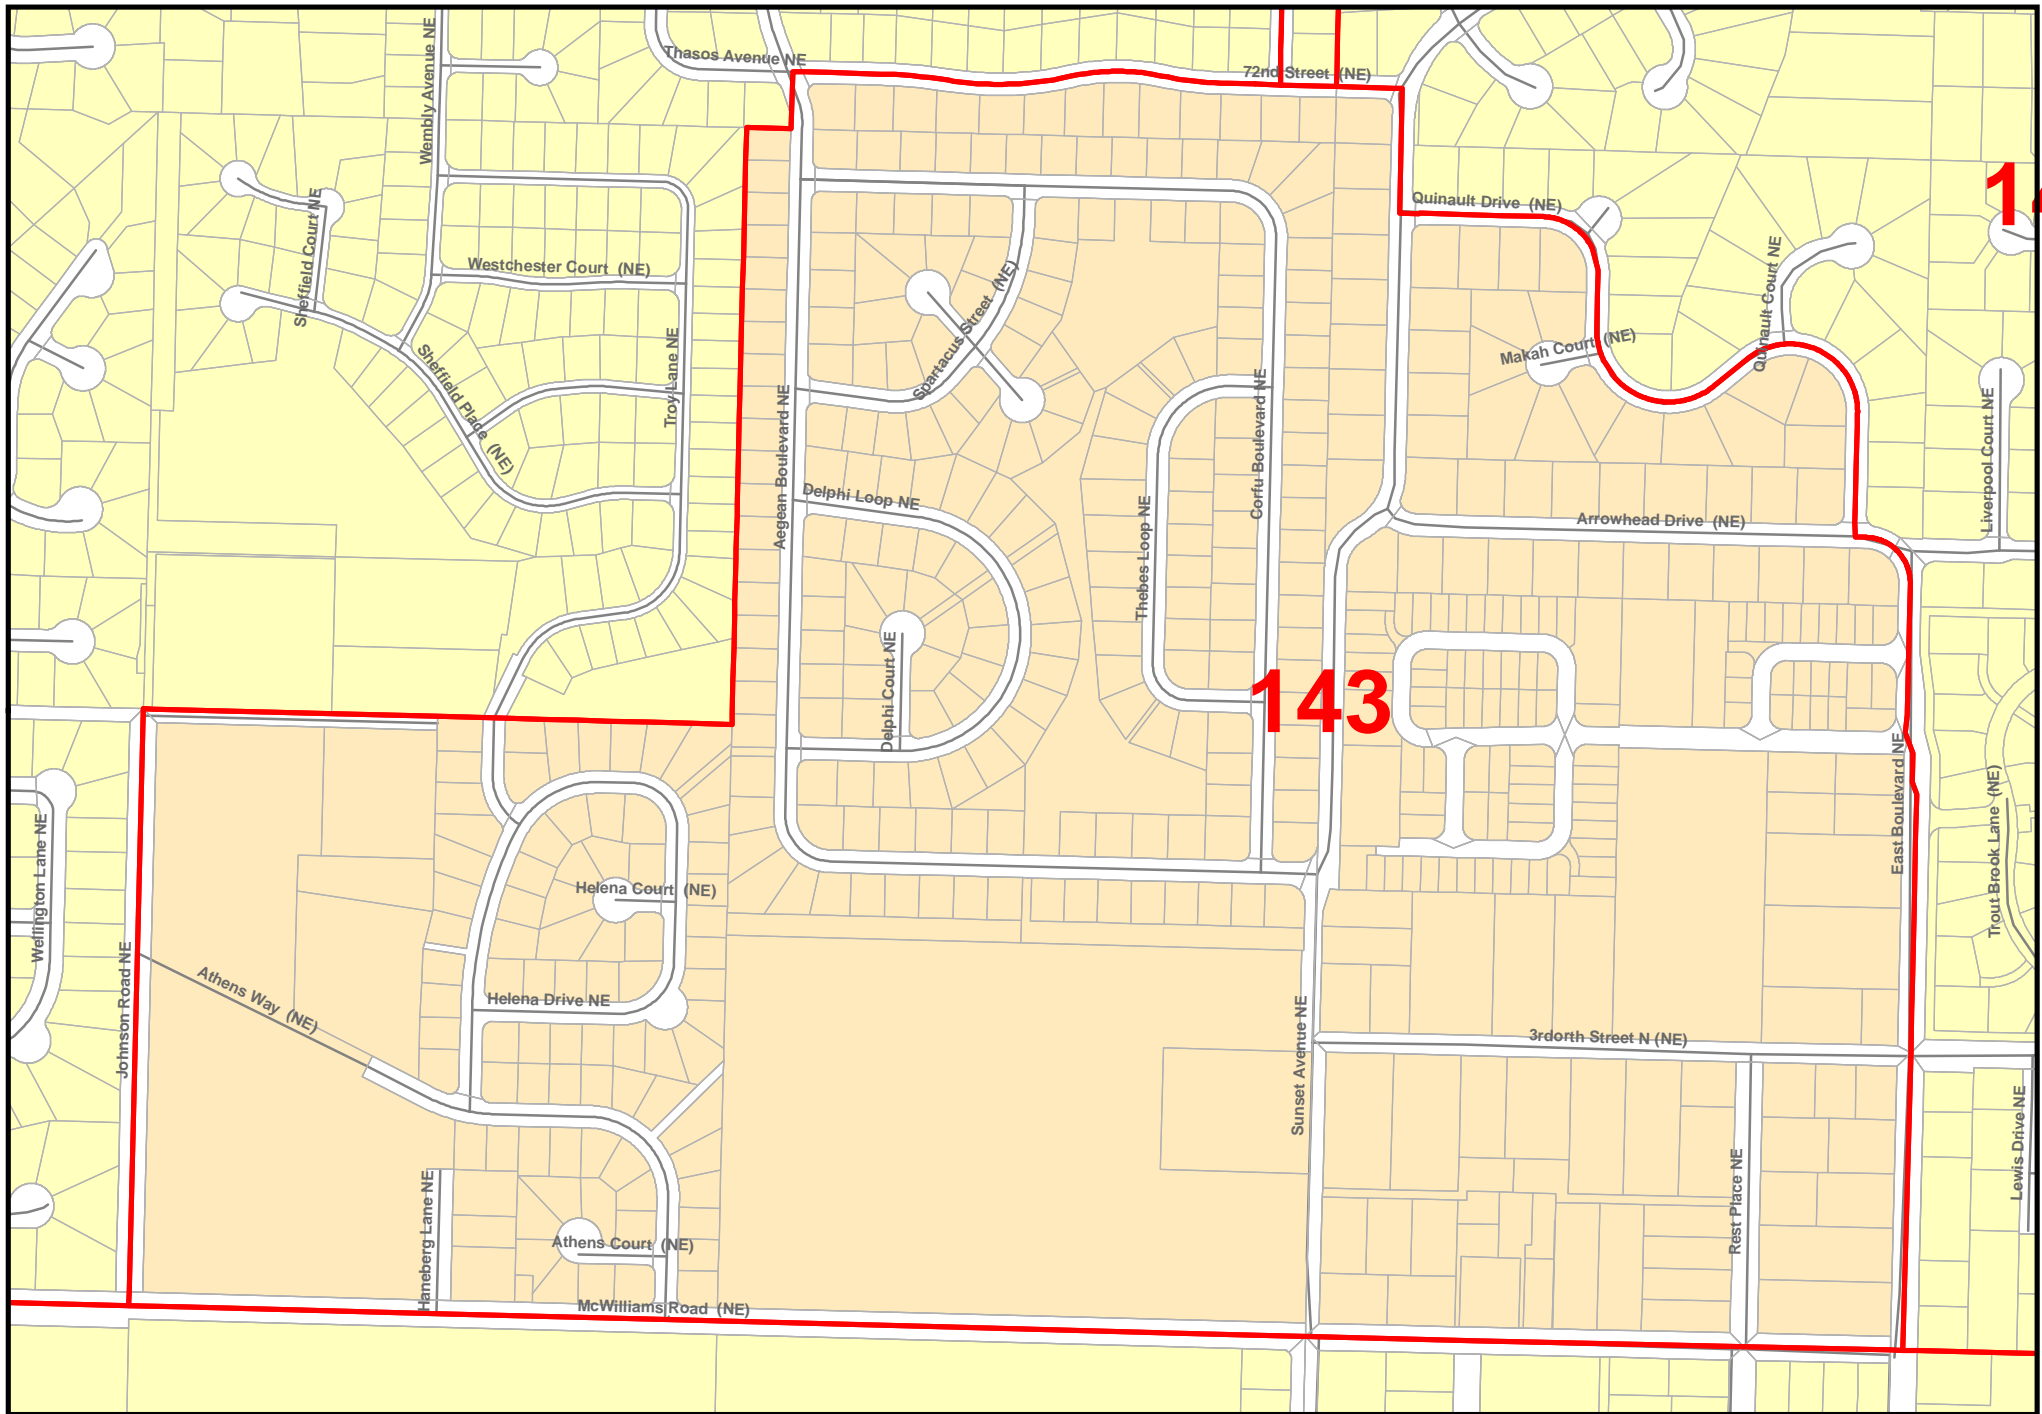 Thasos Avenue NE
72nd Street (NE)
Wembly Avenue NE
Quinault Drive (NE)
14
Sheffield Court NE
Westchester Court (NE)
Spartacus Street (NE)
Quinault Court NE
Makah Court (NE)
Sheffield Place (NE)
Troy Lane NE
Aegean Boulevard NE
Corfu Boulevard NE
Liverpool Court NE
Delphi Loop NE
Thebes Loop NE
Arrowhead Drive (NE)
Delphi Court NE
143
East Boulevard NE
Trout Brook Lane (NE)
Wellington Lane NE
Helena Court (NE)
Johnson Road NE
Athens Way (NE)
Helena Drive NE
Sunset Avenue NE
3rdorth Street N (NE)
Lewis Drive NE
Rest Place NE
Haneberg Lane NE
Athens Court (NE)
McWilliams Road (NE)